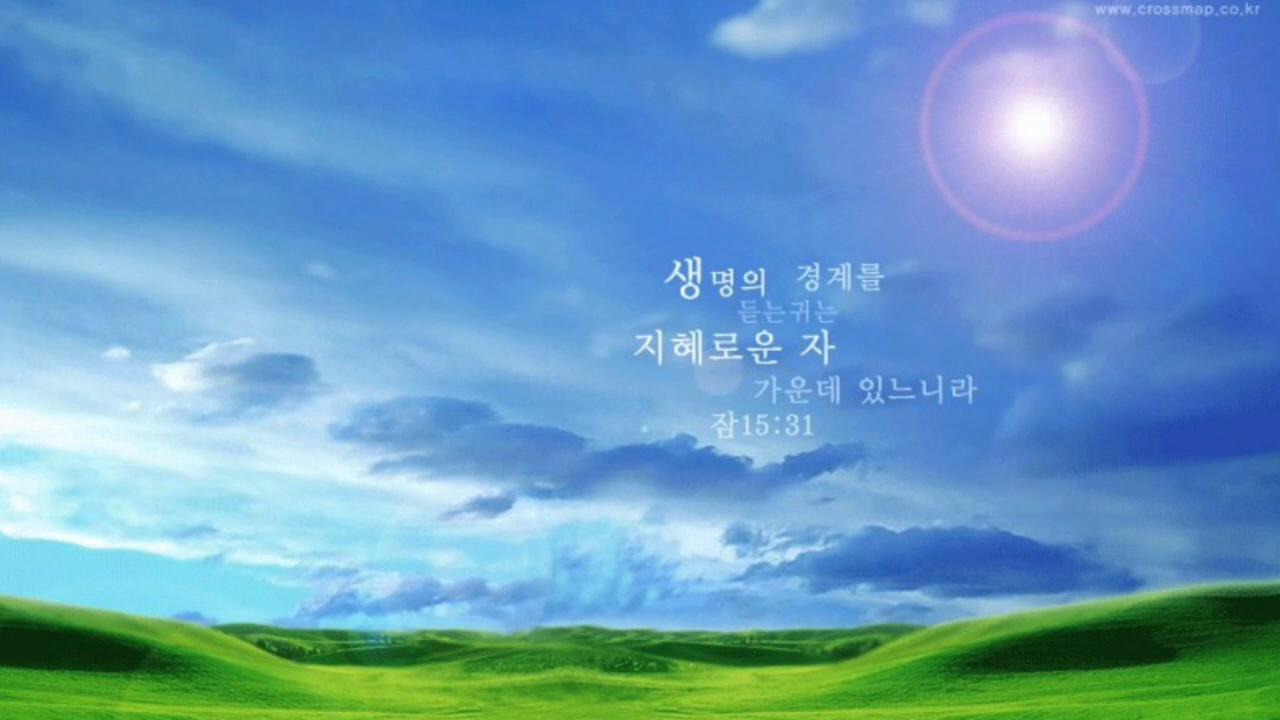 www.crossmap.co.kr
생명의 경계를
듣는귀는
지혜로운 자
가운데 있느니라
잠15:31